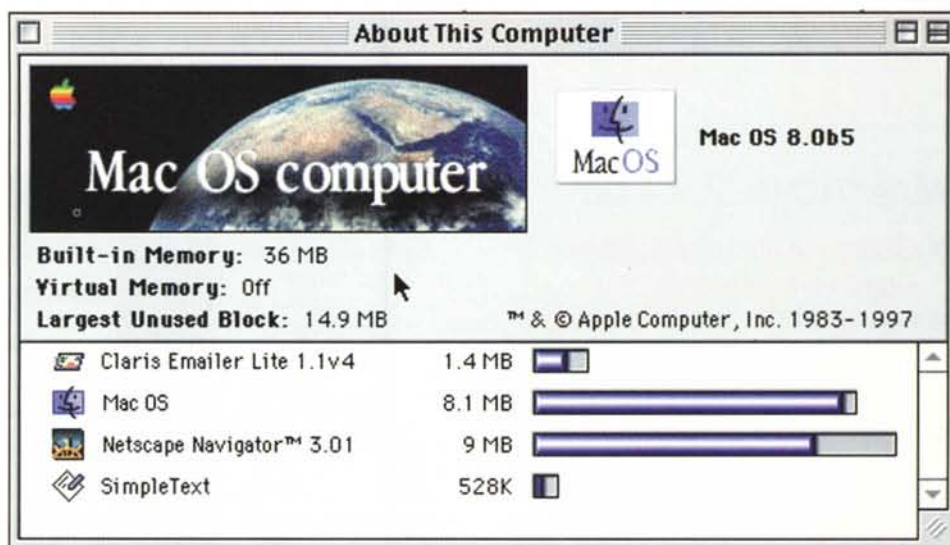 About This Computer
Mac OS computer
MacOS
Mac OS 8.0b5
Built-in Memory: 36 MB
Virtual Memory: Off
Largest Unused Block: 14.9 MB
™ & © Apple Computer, Inc. 1983-1997
Claris Emailer Lite 1.1v4 1.4 MB
Mac OS 8.1 MB
Netscape Navigator™ 3.01 9 MB
SimpleText 528K